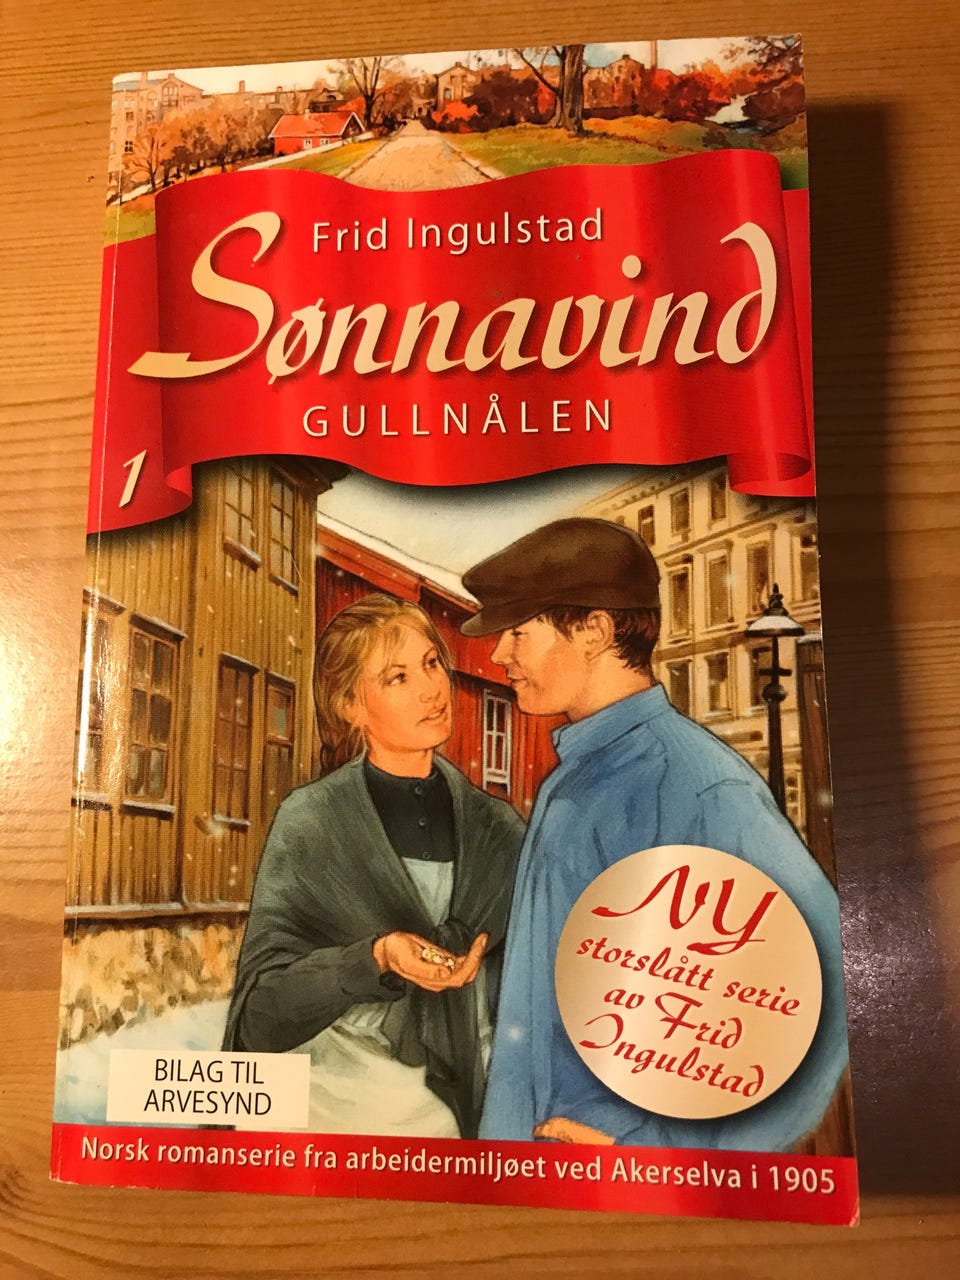 Frid Ingulstad
Sønnavind
GULLNÅLEN
1
NY
storslått serie
av Frid
Ingulstad
BILAG TIL
ARVESYND
Norsk romanserie fra arbeidermiljøet ved Akerselva i 1905